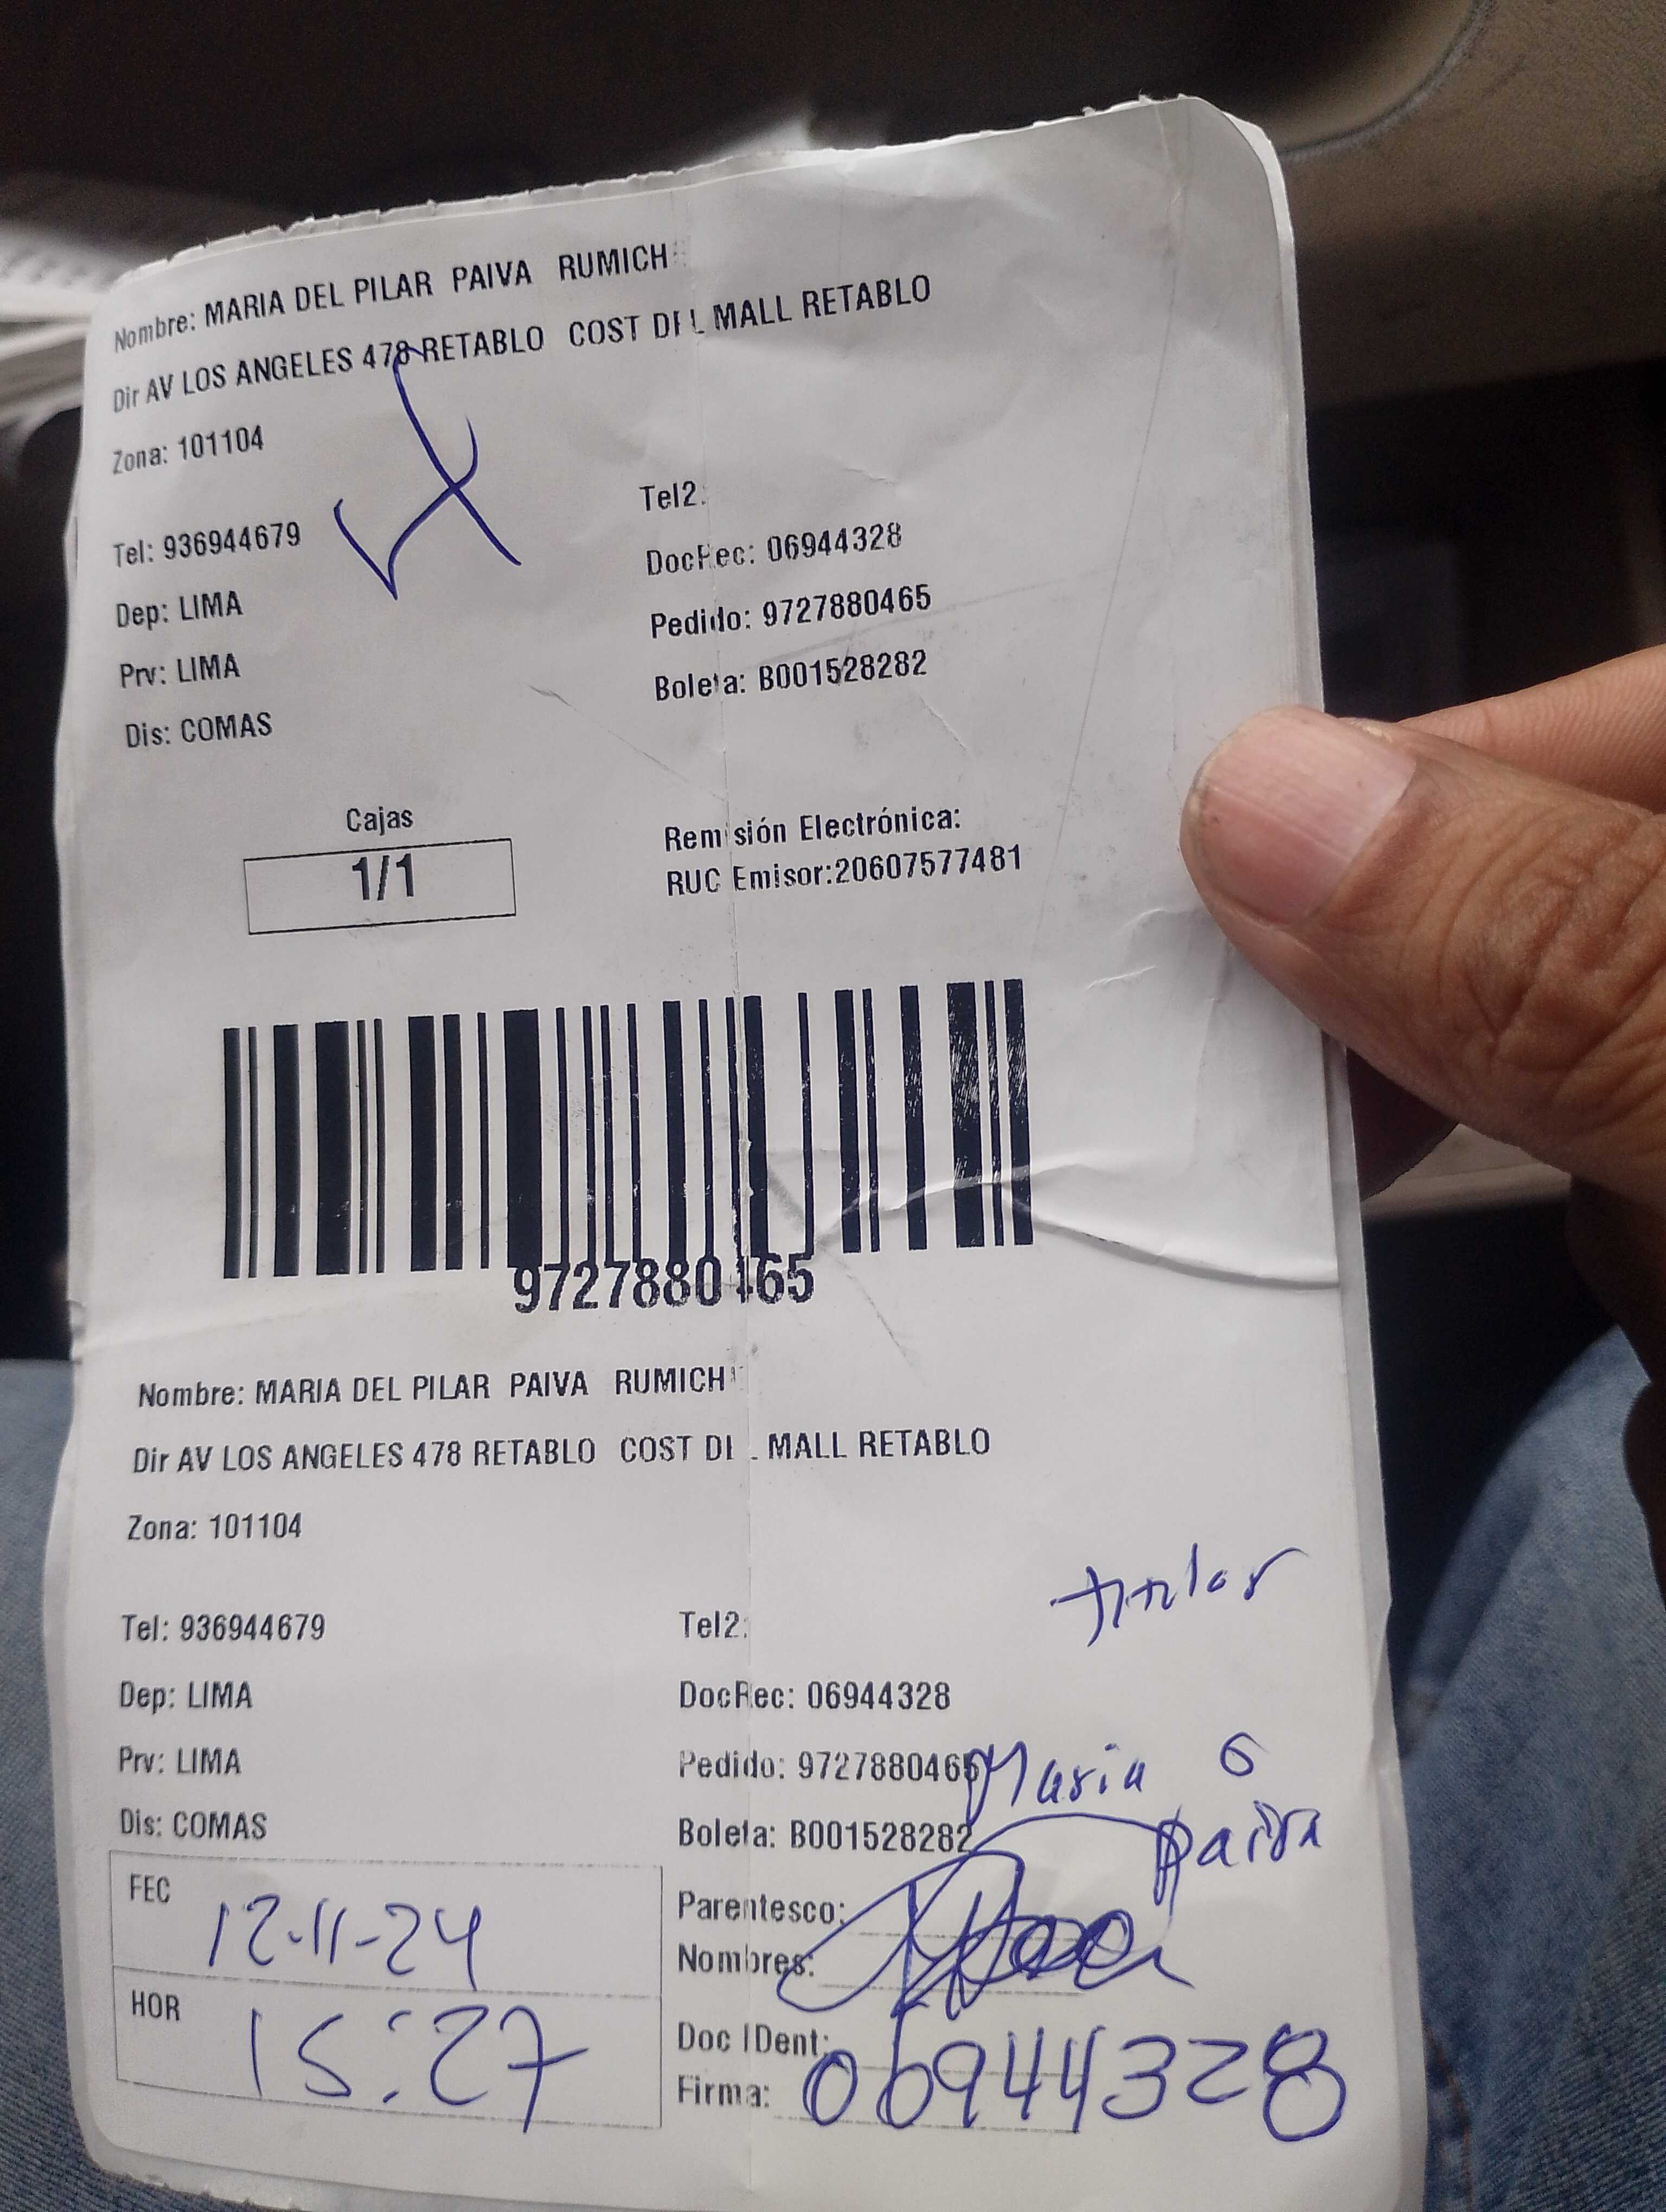 Nombre: MARIA DEL PILAR PAIVA RUMICH
Dir AV LOS ANGELES 478 RETABLO COST DEL MALL RETABLO
Zona: 101104
Tel: 936944679
Tel2:
DocRec: 06944328
Dep: LIMA
Pedido: 9727880465
Prv: LIMA
Boleta: B001528282
Dis: COMAS
Cajas
1/1
Remisión Electrónica:
RUC Emisor:20607577481
9727880465
Nombre: MARIA DEL PILAR PAIVA RUMICH
Dir AV LOS ANGELES 478 RETABLO COST DEL MALL RETABLO
Zona: 101104
titular
Tel: 936944679
Tel2:
Dep: LIMA
DocRec: 06944328
Prv: LIMA
Pedido: 9727880465
Maria
Dis: COMAS
Boleta: B001528282
Paiva
FEC 12-11-24
Parentesco:
Nombres:
HOR 15:27
Doc IDent: 06944328
Firma: